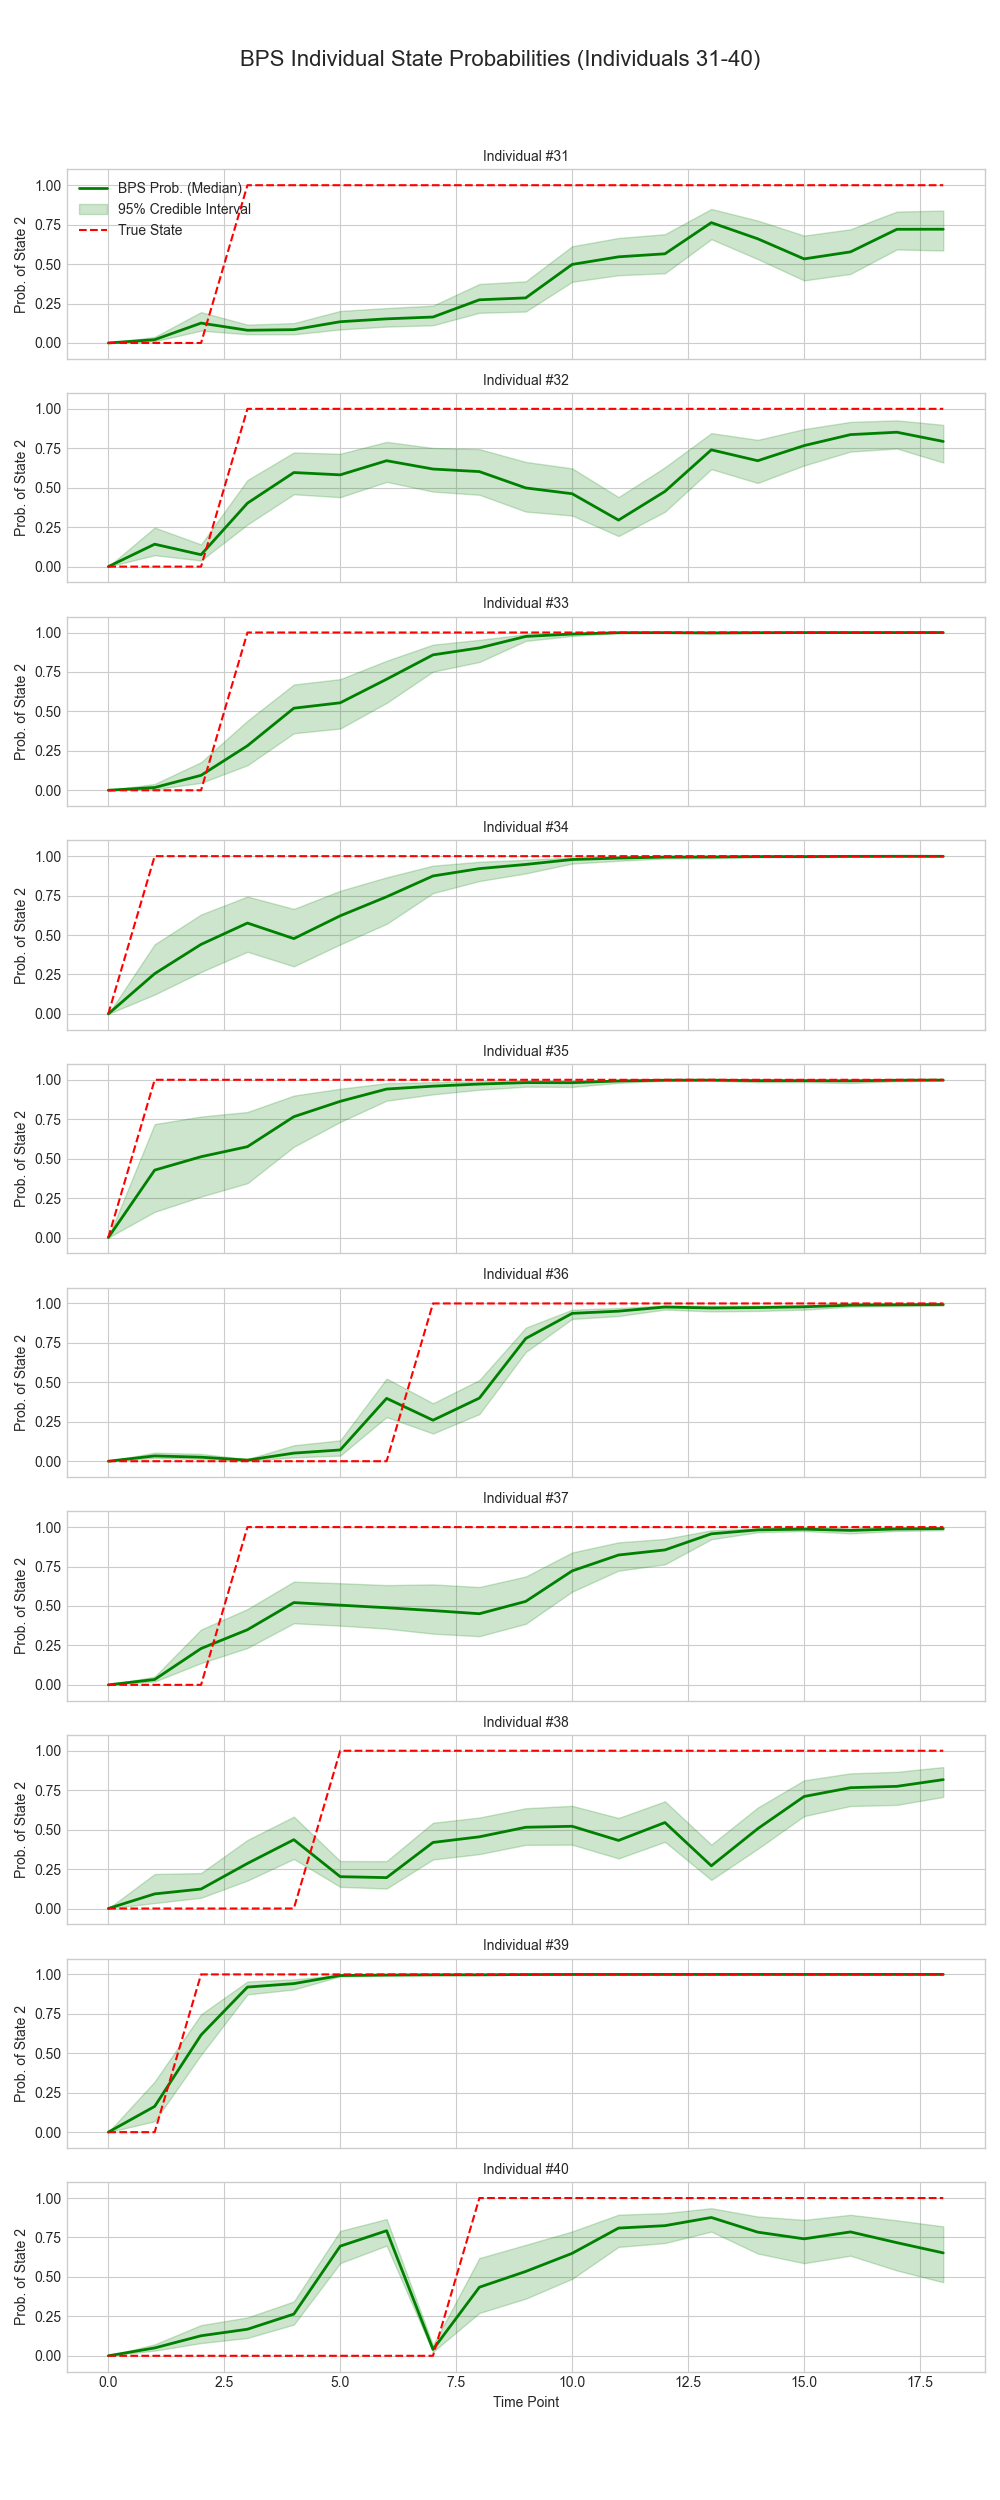 BPS Individual State Probabilities (Individuals 31-40)
Individual #31
BPS Prob. (Median)
95% Credible Interval
True State
1.00
0.75
0.50
0.25
0.00
Prob. of State 2
Individual #32
1.00
0.75
0.50
0.25
0.00
Prob. of State 2
Individual #33
1.00
0.75
0.50
0.25
0.00
Prob. of State 2
Individual #34
1.00
0.75
0.50
0.25
0.00
Prob. of State 2
Individual #35
1.00
0.75
0.50
0.25
0.00
Prob. of State 2
Individual #36
1.00
0.75
0.50
0.25
0.00
Prob. of State 2
Individual #37
1.00
0.75
0.50
0.25
0.00
Prob. of State 2
Individual #38
1.00
0.75
0.50
0.25
0.00
Prob. of State 2
Individual #39
1.00
0.75
0.50
0.25
0.00
Prob. of State 2
Individual #40
1.00
0.75
0.50
0.25
0.00
Prob. of State 2
0.0 2.5 5.0 7.5 10.0 12.5 15.0 17.5
Time Point